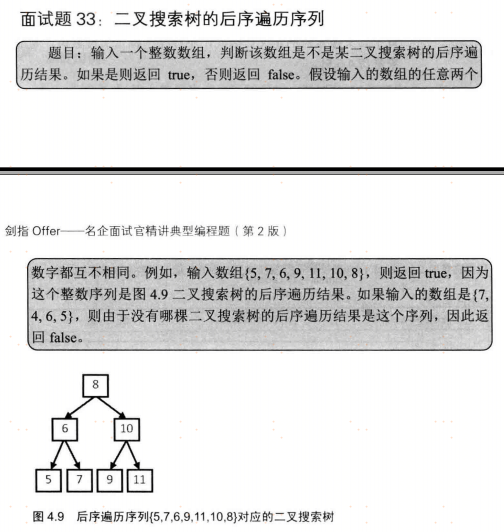 面试题 33：二叉搜索树的后序遍历序列
题目：输入一个整数数组，判断该数组是不是某二叉搜索树的后序遍
历结果。如果是则返回 true，否则返回 false。假设输入的数组的任意两个
剑指 Offer——名企面试官精讲典型编程题（第 2 版）
数字都互不相同。例如，输入数组{5, 7, 6, 9, 11, 10, 8}，则返回 true，因为
这个整数序列是图 4.9 二叉搜索树的后序遍历结果。如果输入的数组是{7,
4, 6, 5}，则由于没有哪棵二叉搜索树的后序遍历结果是这个序列，因此返
回 false。
8
6 10
5 7 9 11
图 4.9 后序遍历序列{5,7,6,9,11,10,8}对应的二叉搜索树